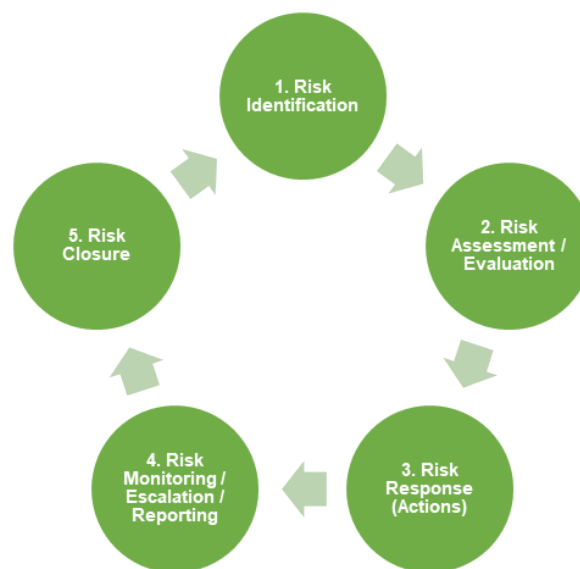 1. Risk
Identification
2. Risk
Assessment /
Evaluation
3. Risk
Response
(Actions)
4. Risk
Monitoring /
Escalation /
Reporting
5. Risk
Closure